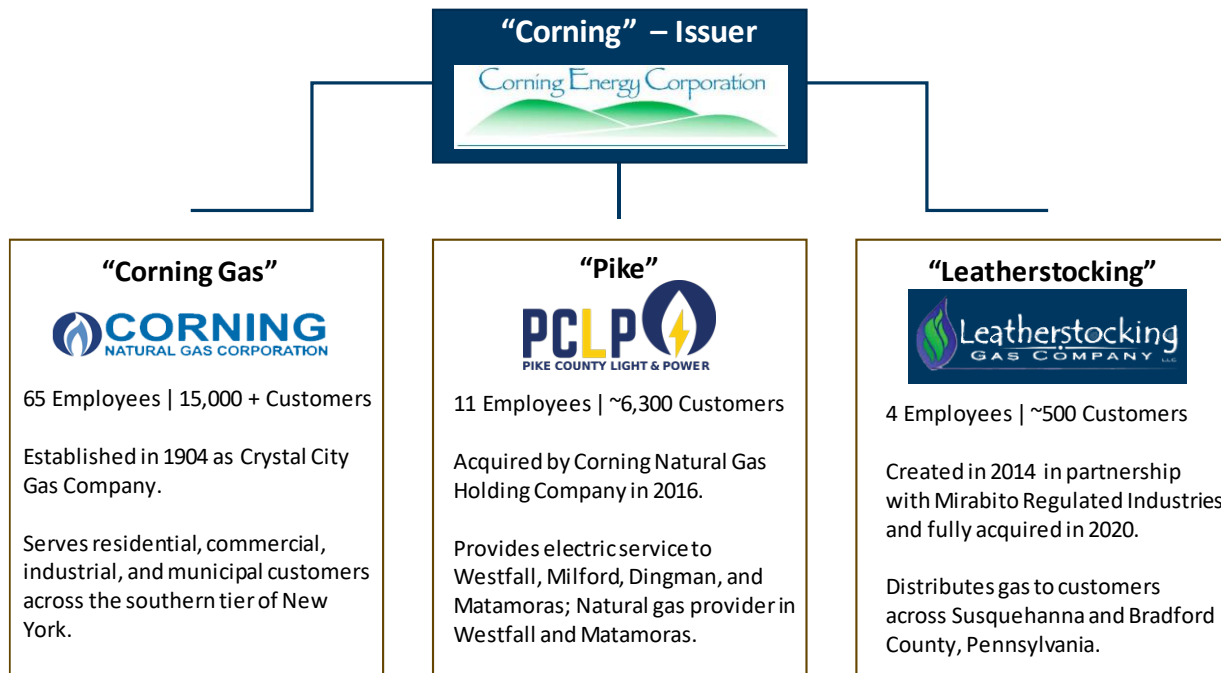 “Corning” – Issuer
Corning Energy Corporation
“Corning Gas”
CORNING
NATURAL GAS CORPORATION
65 Employees | 15,000 + Customers
Established in 1904 as Crystal City
Gas Company.
Serves residential, commercial,
industrial, and municipal customers
across the southern tier of New
York.
“Pike”
PCLP
PIKE COUNTY LIGHT & POWER
11 Employees | ~6,300 Customers
Acquired by Corning Natural Gas
Holding Company in 2016.
Provides electric service to
Westfall, Milford, Dingman, and
Matamoras; Natural gas provider in
Westfall and Matamoras.
“Leatherstocking”
Leatherstocking
GAS COMPANY LLC
4 Employees | ~500 Customers
Created in 2014 in partnership
with Mirabito Regulated Industries
and fully acquired in 2020.
Distributes gas to customers
across Susquehanna and Bradford
County, Pennsylvania.